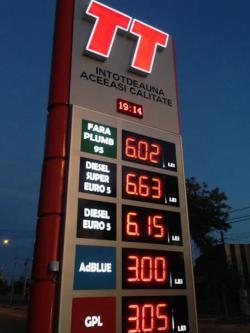 TT
INTOTDEAUNA
ACEEASI CALITATE
19:14
FARA
PLUMB
95
6.02
LEI
DIESEL
SUPER
EURO 5
6.63
LEI
DIESEL
EURO 5
6.15
LEI
AdBLUE
3.00
LEI
GPL
3.05
LEI